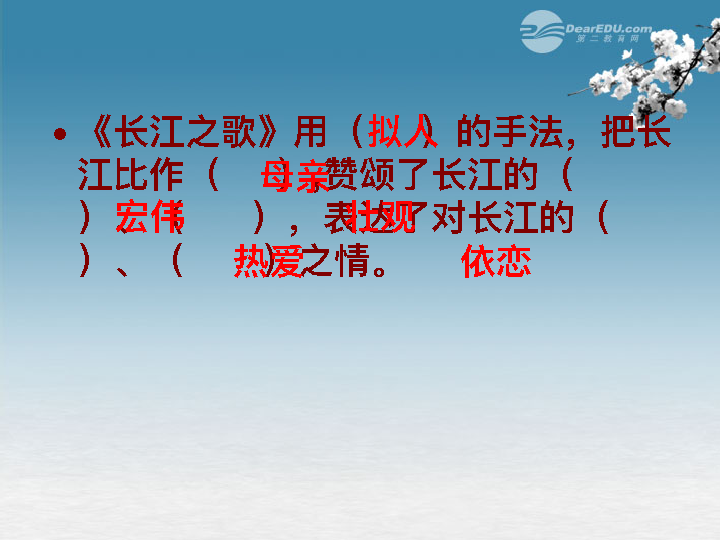 DearEDU.com
第二教育网
•《长江之歌》用（拟人）的手法，把长
江比作（母亲）,赞颂了长江的（
）、（宏伟 ），表达了对长江的（
壮观
）、（ 热爱）之情。 依恋